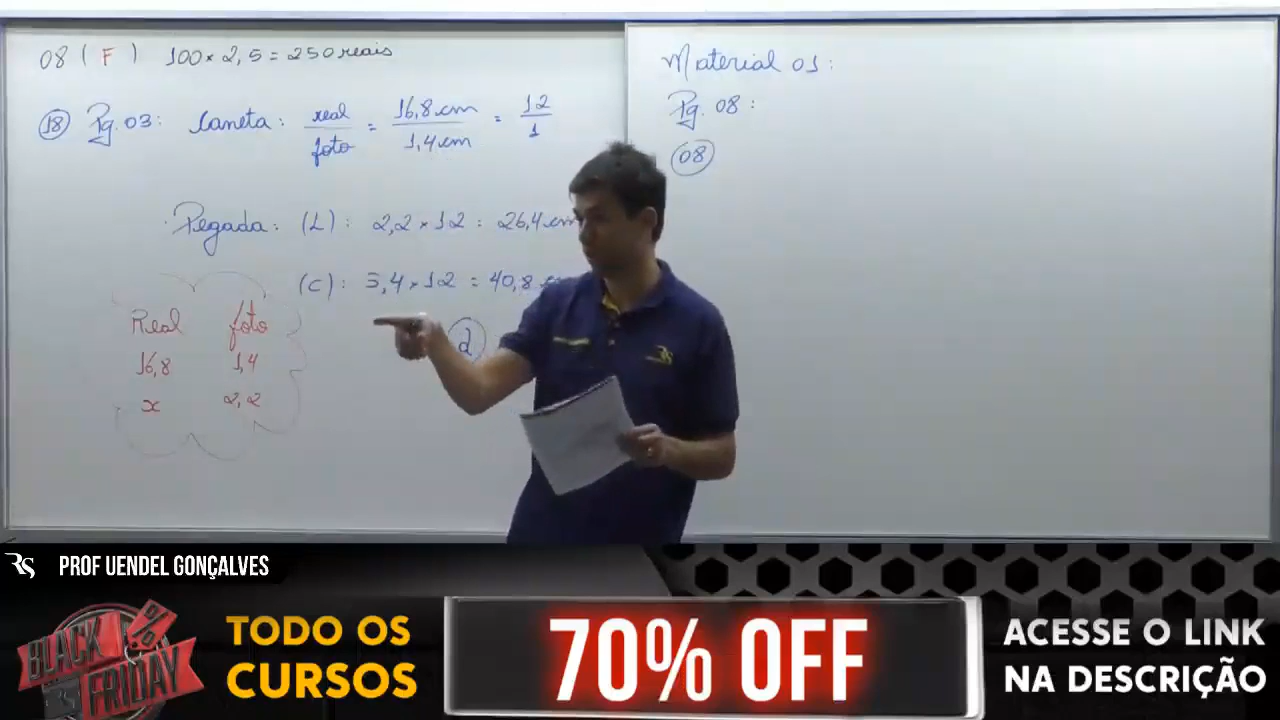 08 ( F ) 100 × 2,5 = 250 reais
18 Pg. 03: Caneta: real/foto = 16,8 cm/1,4 cm = 12/1
Pegada: (L): 2,2 × 12 = 26,4 cm
(C): 3,4 × 12 = 40,8
d
Real foto
16,8 1,4
x 2,2
Material 01:
Pg. 08:
08
RS
RS PROF UENDEL GONÇALVES
BLACK
FRIDAY
TODO OS
CURSOS
70% OFF
ACESSE O LINK
NA DESCRIÇÃO